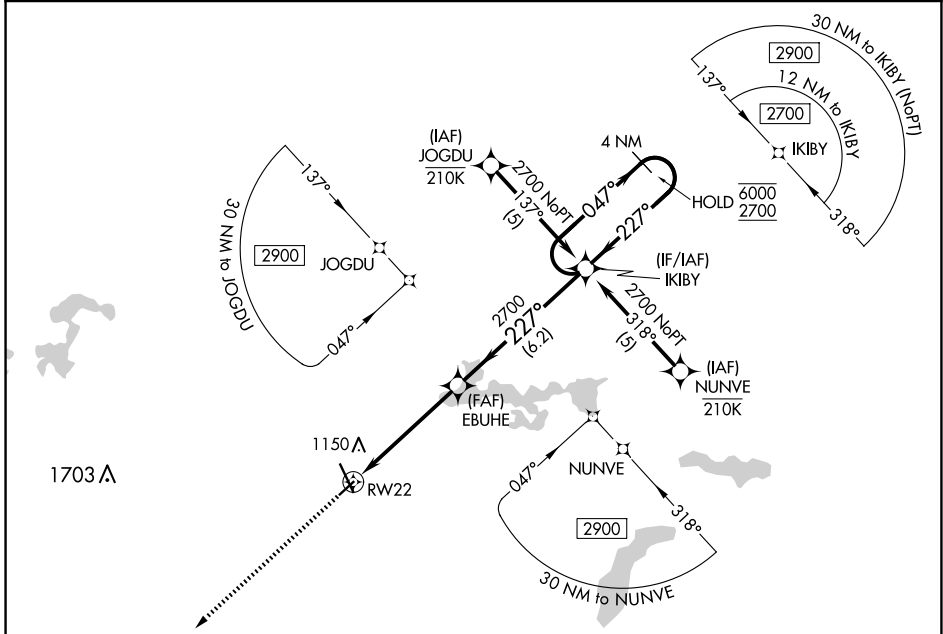 30 NM to IKIBY (NoPT)
2900
137°
12 NM to IKIBY
2700
IKIBY
318°
(IAF)
JOGDU
210K
2700 NoPT
137°
(5)
4 NM
047°
HOLD
6000
2700
227°
(IF/IAF)
IKIBY
137°
30 NM to JOGDU
2900
JOGDU
047°
2700
227°
(6.2)
2700 NoPT
318°
(5)
(IAF)
NUNVE
210K
(FAF)
EBUHE
1150
1703
RW22
NUNVE
047°
318°
2900
30 NM to NUNVE